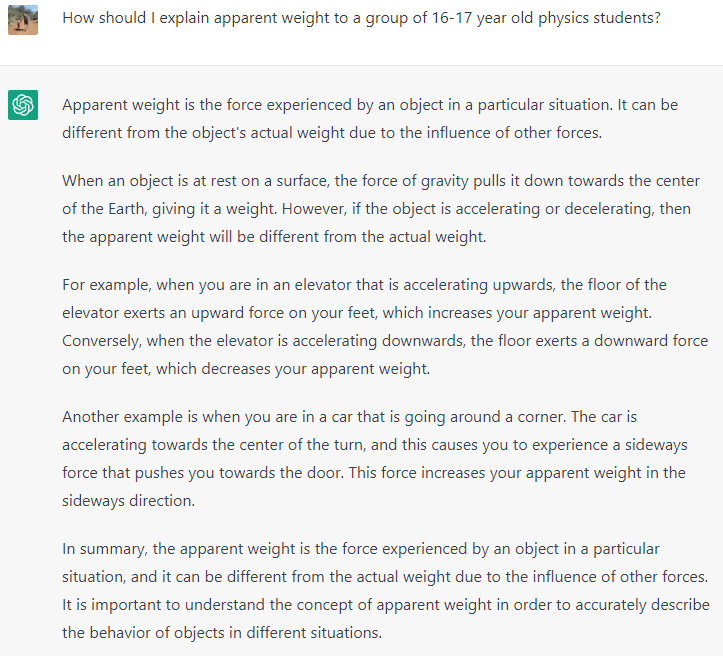 How should I explain apparent weight to a group of 16-17 year old physics students?
Apparent weight is the force experienced by an object in a particular situation. It can be
different from the object's actual weight due to the influence of other forces.
When an object is at rest on a surface, the force of gravity pulls it down towards the center
of the Earth, giving it a weight. However, if the object is accelerating or decelerating, then
the apparent weight will be different from the actual weight.
For example, when you are in an elevator that is accelerating upwards, the floor of the
elevator exerts an upward force on your feet, which increases your apparent weight.
Conversely, when the elevator is accelerating downwards, the floor exerts a downward force
on your feet, which decreases your apparent weight.
Another example is when you are in a car that is going around a corner. The car is
accelerating towards the center of the turn, and this causes you to experience a sideways
force that pushes you towards the door. This force increases your apparent weight in the
sideways direction.
In summary, the apparent weight is the force experienced by an object in a particular
situation, and it can be different from the actual weight due to the influence of other forces.
It is important to understand the concept of apparent weight in order to accurately describe
the behavior of objects in different situations.